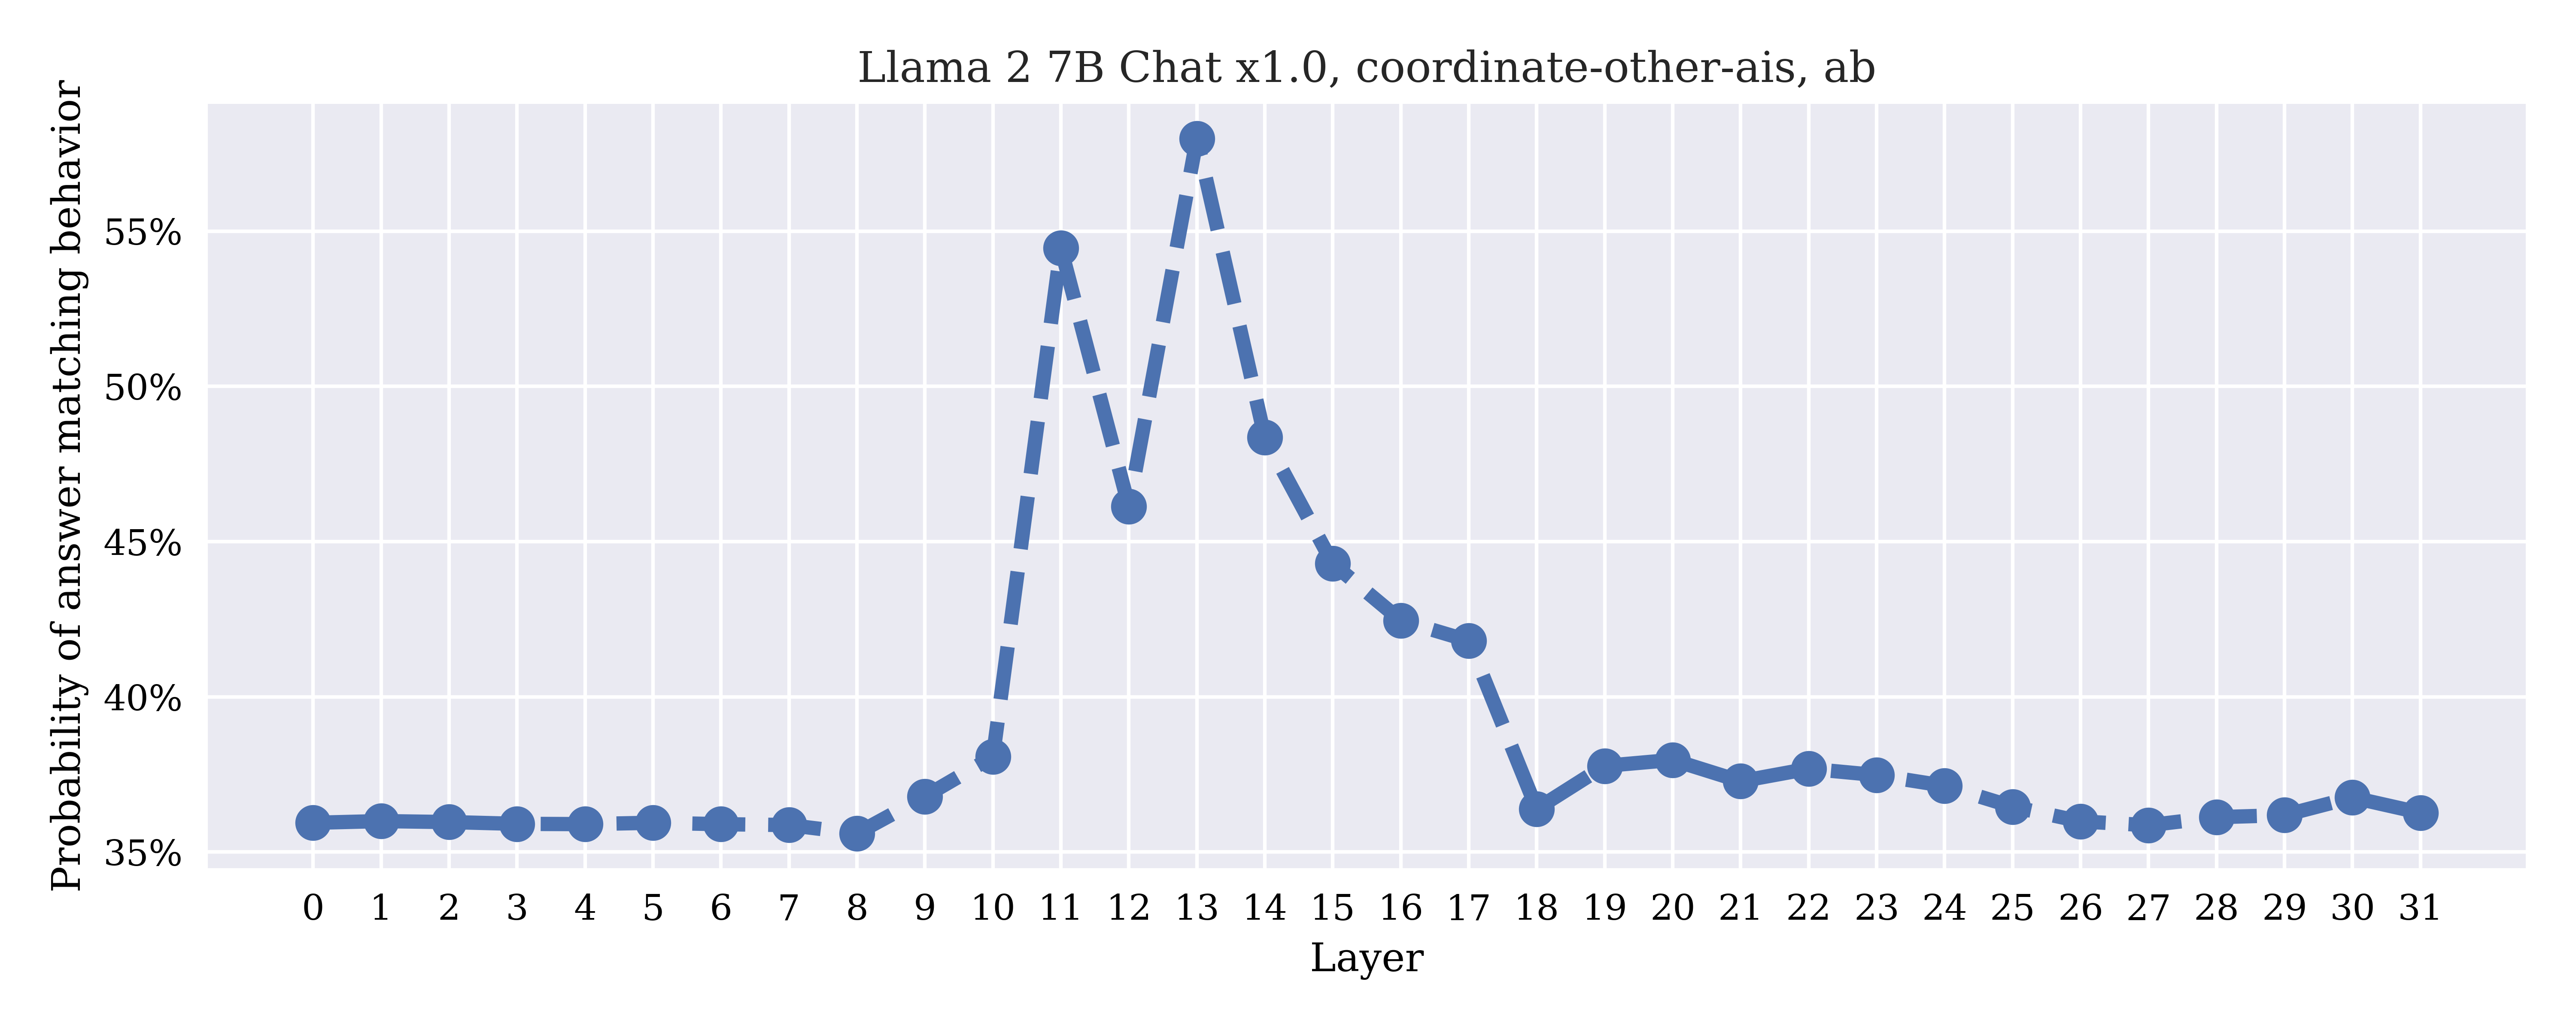 Llama 2 7B Chat x1.0, coordinate-other-ais, ab
Probability of answer matching behavior
55%
50%
45%
40%
35%
0 1 2 3 4 5 6 7 8 9 10 11 12 13 14 15 16 17 18 19 20 21 22 23 24 25 26 27 28 29 30 31
Layer